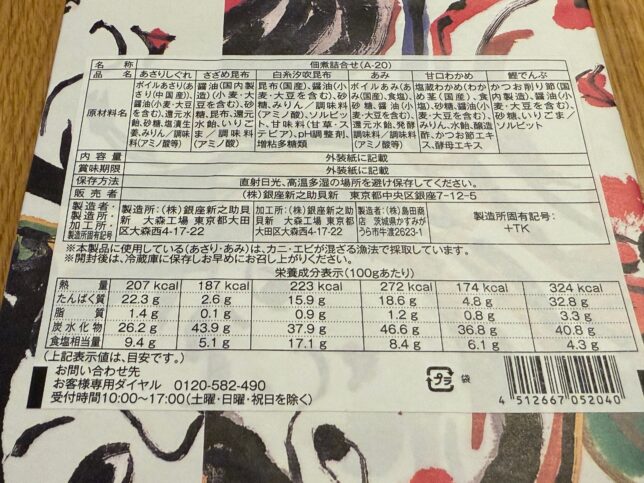 名 称 佃煮詰合せ(A-20)
品 名 あさりしぐれ さざめ昆布 白糸汐吹昆布 あみ 甘口わかめ 鰹でんぶ
原材料名
ボイルあさり(あさり(中国産))、醤油(小麦・大豆を含む)、還元水飴、砂糖、塩漬生姜、みりん/調味料(アミノ酸等)
醤油(国内製造)(小麦・大豆を含む)、砂糖、昆布、還元水飴、いりごま/調味料(アミノ酸等)
昆布(国産)、醤油(小麦・大豆を含む)、砂糖、みりん/調味料(アミノ酸)、ソルビット、甘味料(甘草・ステビア)、pH調整剤、増粘多糖類
ボイルあみ(あみ(国産)、食塩)、砂糖、醤油(小麦・大豆を含む)、還元水飴、発酵調味料/調味料(アミノ酸等)
塩蔵わかめ(わかめ茎(国産)、食塩)、醤油(小麦・大豆を含む)、砂糖、みりん、水飴、醸造酢、かつお節エキス、酵母エキス
かつお削り節(国内製造)、醤油(小麦・大豆を含む)、砂糖、いりごま/ソルビット
内 容 量 外装紙に記載
賞味期限 外装紙に記載
保存方法 直射日光、高温多湿の場所を避け保存してください。
販 売 者 (株)銀座新之助貝新 東京都中央区銀座7-12-5
製造者・製造所・加工所・製造所固有記号
製造所:(株)銀座新之助貝新 大森工場 東京都大田区大森西4-17-22
加工所:(株)銀座新之助貝新 大森工場 東京都大田区大森西4-17-22
製造者:(株)島田商店 茨城県かすみがうら市牛渡2623-1
製造所固有記号:+TK
※本製品に使用している(あさり・あみ)は、カニ・エビが混ざる漁法で採取しています。
※開封後は、冷蔵庫に保存しお早めにお召し上がりください。
栄養成分表示(100gあたり)
熱 量 207 kcal 187 kcal 223 kcal 272 kcal 174 kcal 324 kcal
たんぱく質 22.3 g 2.6 g 15.9 g 18.6 g 4.8 g 32.8 g
脂 質 1.4 g 0.1 g 0.9 g 1.2 g 0.8 g 3.3 g
炭水化物 26.2 g 43.9 g 37.9 g 46.6 g 36.8 g 40.8 g
食塩相当量 9.4 g 5.1 g 17.1 g 8.4 g 6.1 g 4.3 g
(上記表示値は、目安です。)
お問い合わせ先
お客様専用ダイヤル 0120-582-490
受付時間10:00〜17:00(土曜・日曜・祝日を除く)
プラ 袋
4 512667 052040